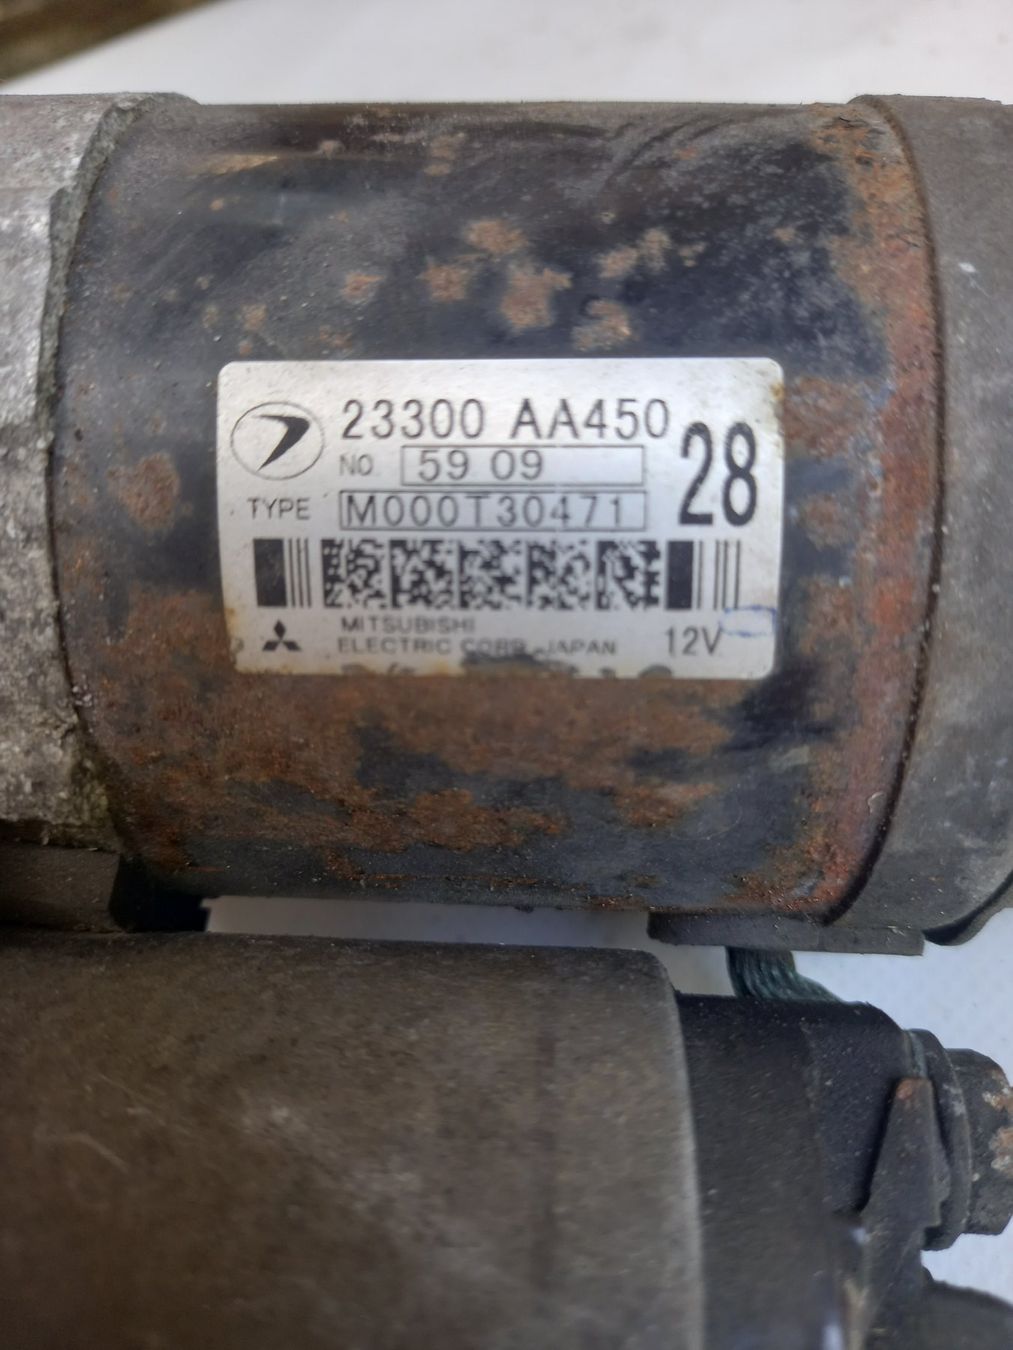 23300 AA450
28
NO. 59 09
TYPE M000T30471
MITSUBISHI
ELECTRIC CORP. JAPAN 12V